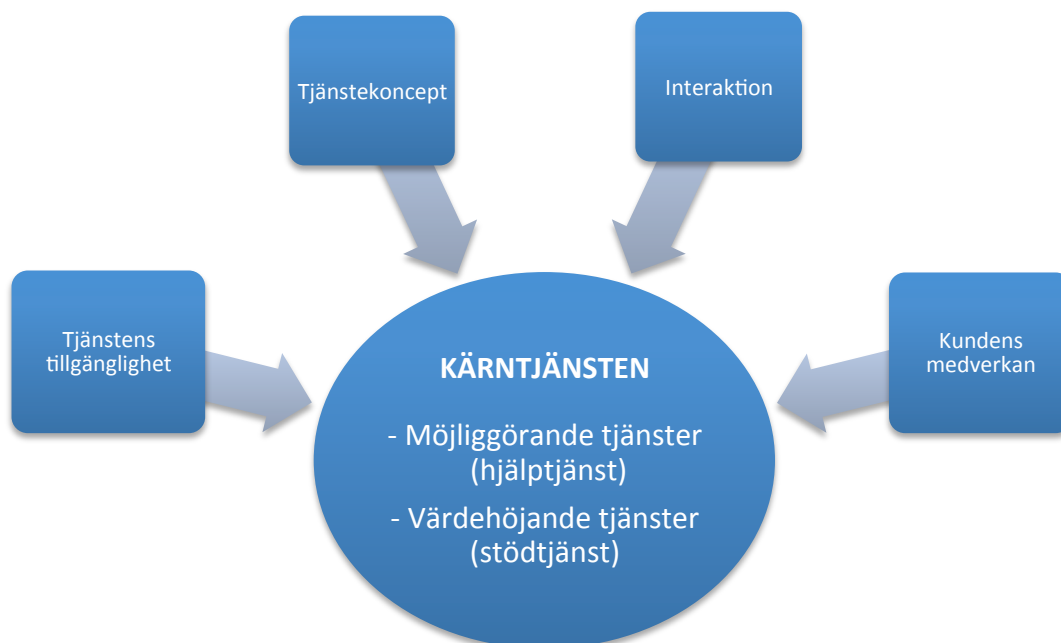 Tjänstekoncept
Interaktion
Tjänstens
tillgänglighet
Kundens
medverkan
KÄRNTJÄNSTEN
- Möjliggörande tjänster
(hjälptjänst)
- Värdehöjande tjänster
(stödtjänst)